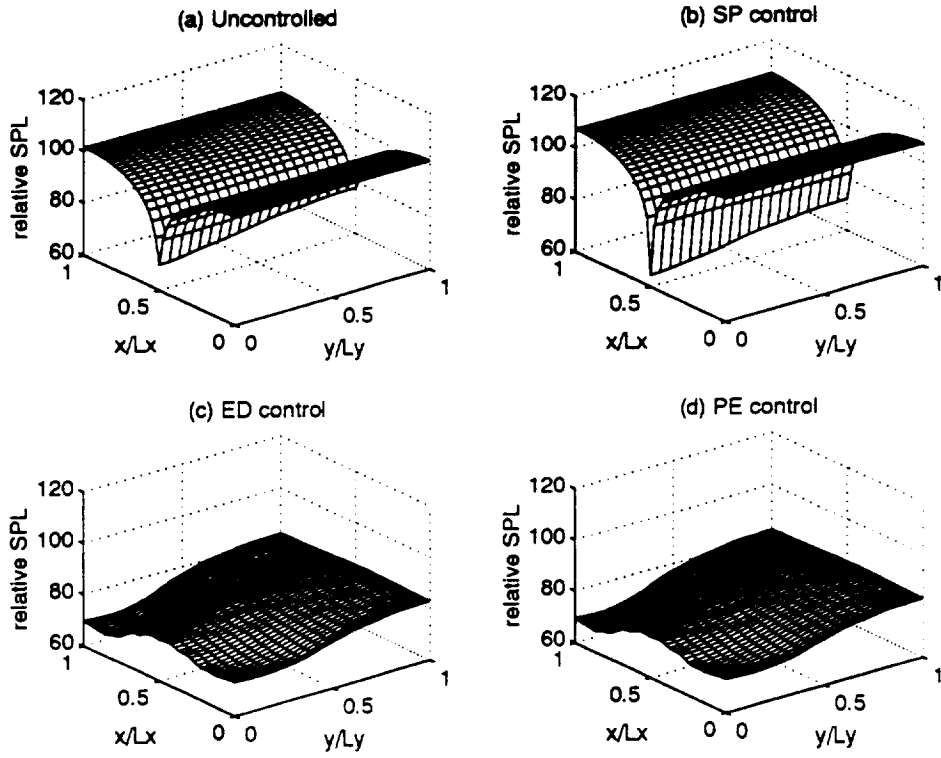 (a) Uncontrolled
relative SPL
120
100
80
60
1
0.5
0
x/Lx
0
0.5
1
y/Ly
(b) SP control
relative SPL
120
100
80
60
1
0.5
0
x/Lx
0
0.5
1
y/Ly
(c) ED control
relative SPL
120
100
80
60
1
0.5
0
x/Lx
0
0.5
1
y/Ly
(d) PE control
relative SPL
120
100
80
60
1
0.5
0
x/Lx
0
0.5
1
y/Ly